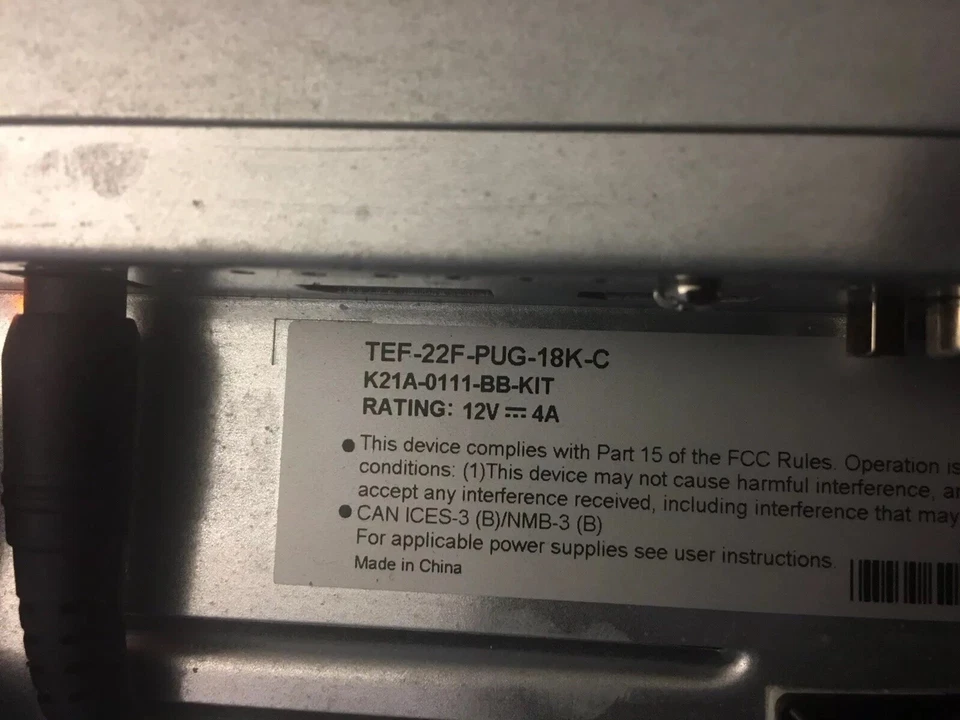 TEF-22F-PUG-18K-C
K21A-0111-BB-KIT
RATING: 12V ⎓ 4A
● This device complies with Part 15 of the FCC Rules. Operation is
conditions: (1)This device may not cause harmful interference,
accept any interference received, including interference that may
● CAN ICES-3 (B)/NMB-3 (B)
For applicable power supplies see user instructions.
Made in China